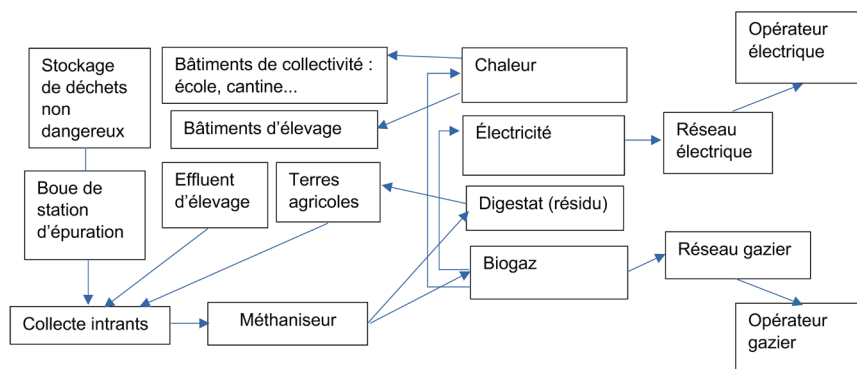 Stockage
de déchets
non
dangereux
Bâtiments de collectivité :
école, cantine...
Chaleur
Opérateur
électrique
Bâtiments d'élevage
Électricité
Réseau
électrique
Boue de
station
d'épuration
Effluent
d'élevage
Terres
agricoles
Digestat (résidu)
Biogaz
Réseau gazier
Collecte intrants
Méthaniseur
Opérateur
gazier